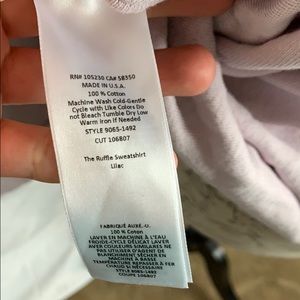 RN# 105230 CA# 58350
MADE IN U.S.A.
100 % Cotton
Machine Wash Cold-Gentle
Cycle with Like Colors Do
not Bleach Tumble Dry Low
Warm Iron If Needed
STYLE 9065-1492
CUT 106807
The Ruffle Sweatshirt
Lilac
FABRIQUÉ AUX É.-U.
100 % Coton
LAVER EN MACHINE À L'EAU
FROIDE-CYCLE DÉLICAT LAVER
AVEC COULEURS SIMILAIRES NE
PAS UTILISER D'AGENT DE
BLANCHIMENT SÉCHER EN
MACHINE À BASSE
TEMPÉRATURE REPASSER À FER
CHAUD SI NÉCESSAIRE
STYLE 9065-1492
COUPE 106807